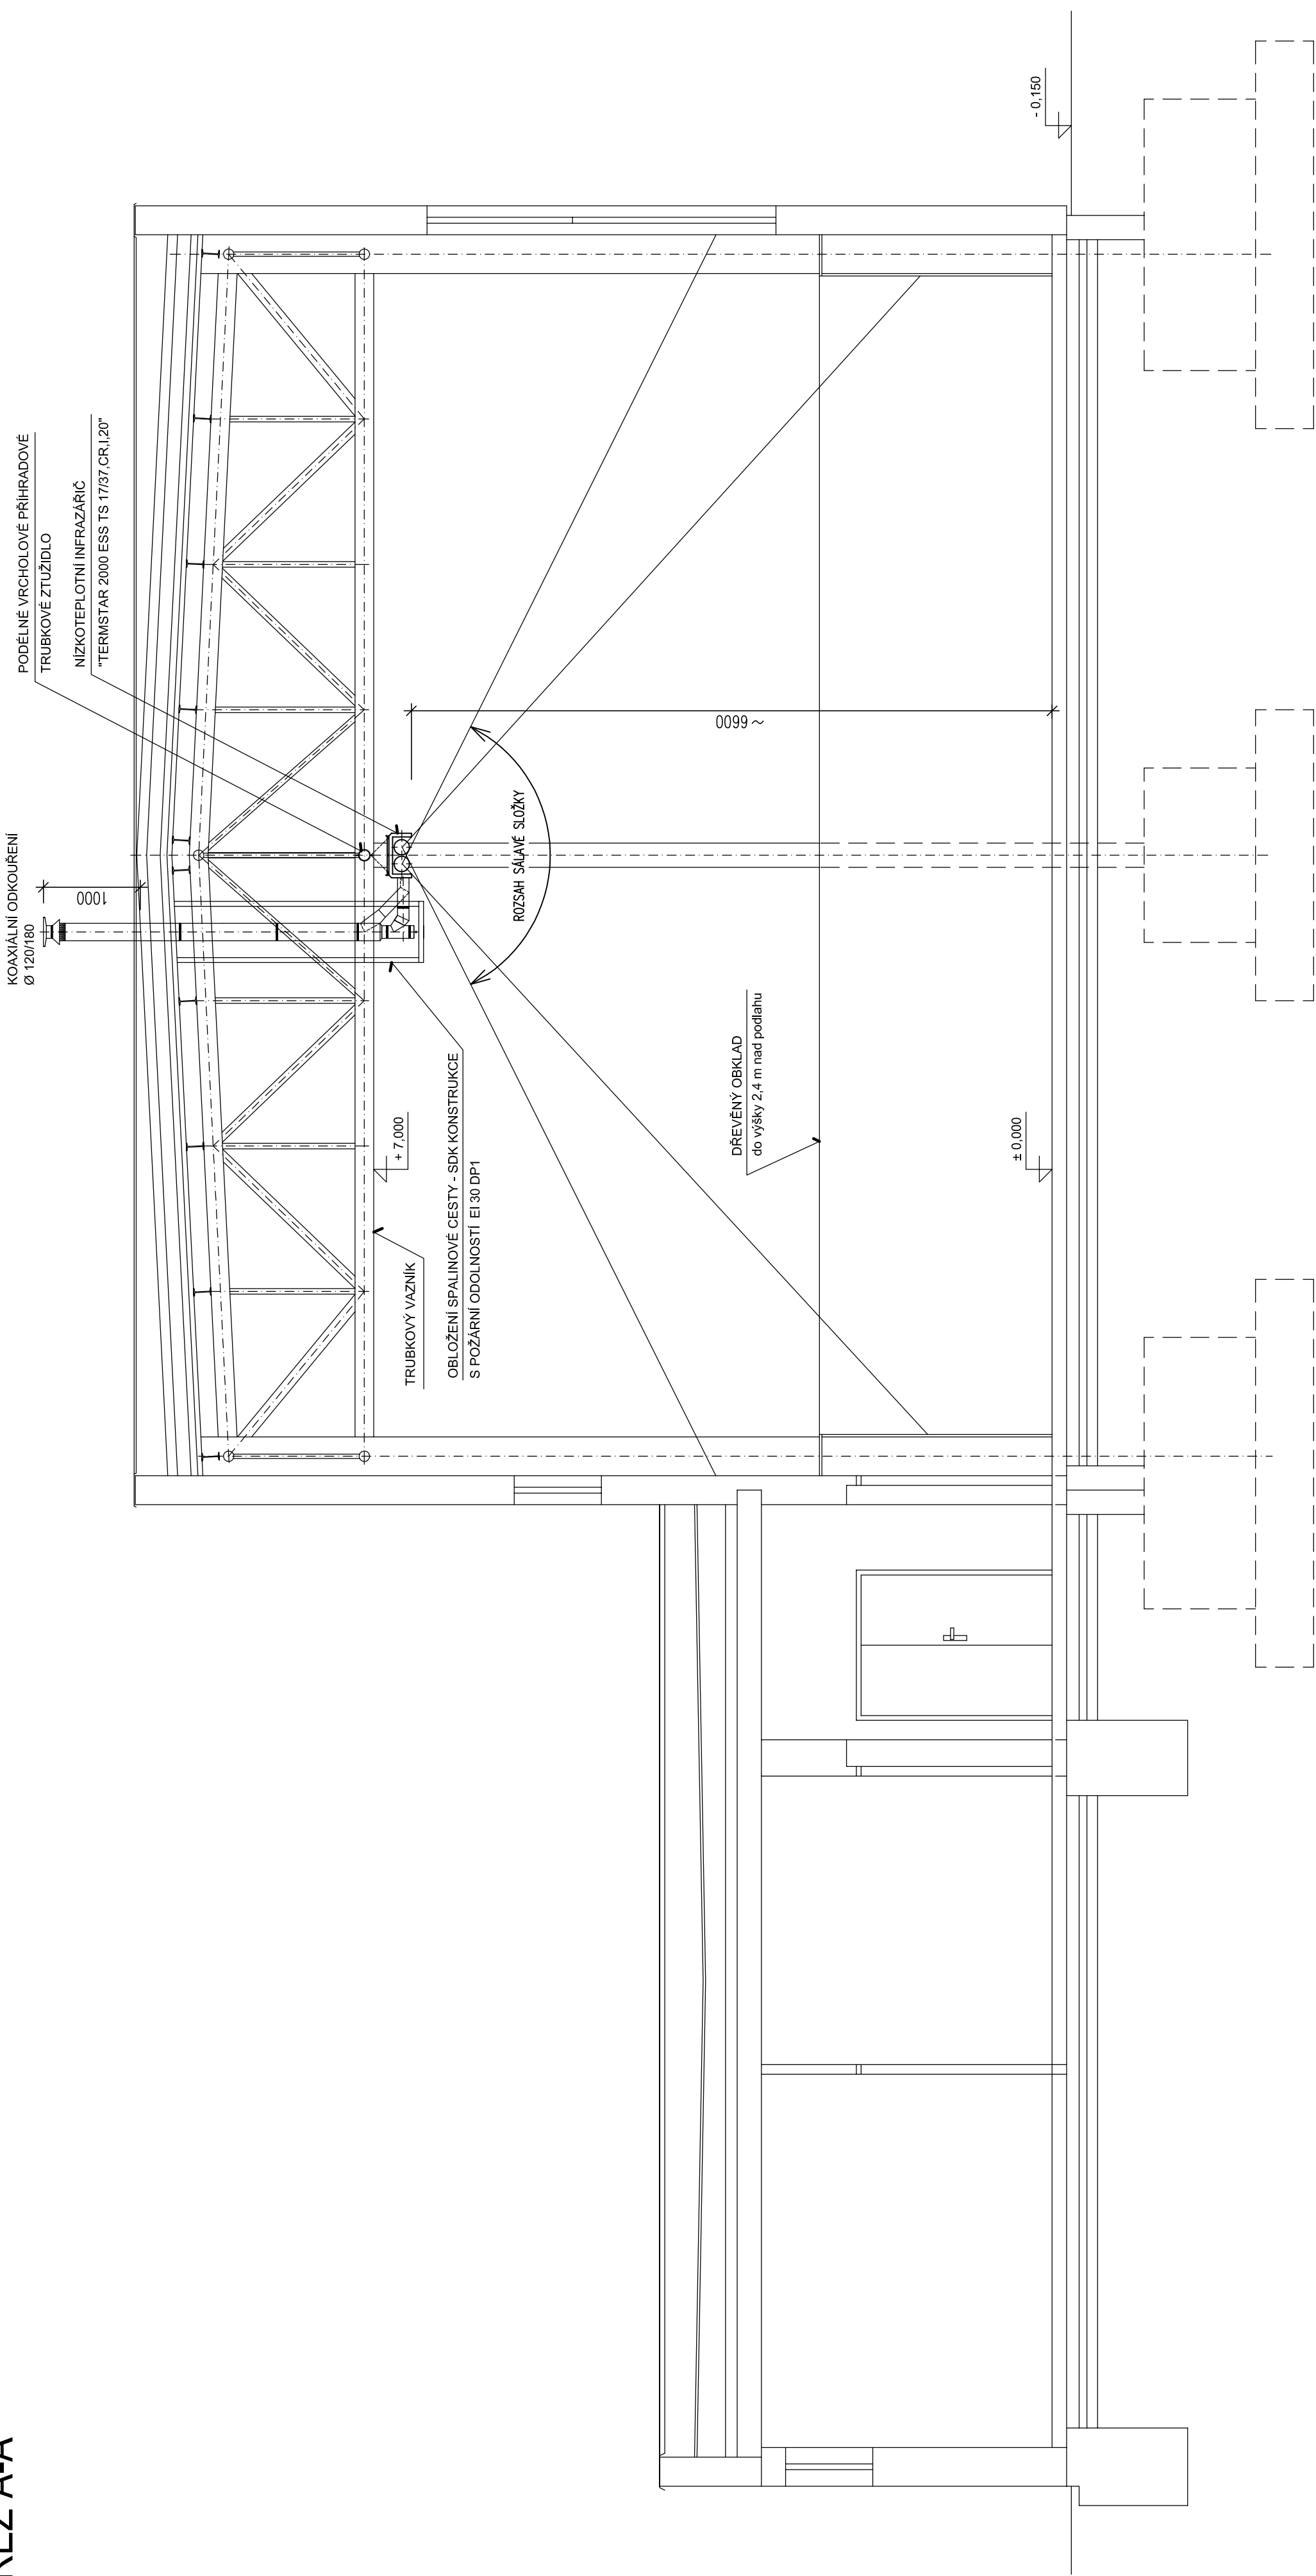 KOAXIÁLNÍ ODKOUŘENÍ
Ø 120/180
1000
PODÉLNÉ VRCHOLOVÉ PŘÍHRADOVÉ
TRUBKOVÉ ZTUŽIDLO
NÍZKOTEPLOTNÍ INFRAZÁŘIČ
"TERMSTAR 2000 ESS TS 17/37,CR,I,20"
TRUBKOVÝ VAZNÍK
+ 7,000
OBLOŽENÍ SPALINOVÉ CESTY - SDK KONSTRUKCE
S POŽÁRNÍ ODOLNOSTÍ EI 30 DP1
ROZSAH SÁLAVÉ SLOŽKY
~ 6600
DŘEVĚNÝ OBKLAD
do výšky 2,4 m nad podlahu
± 0,000
- 0,150
A-A